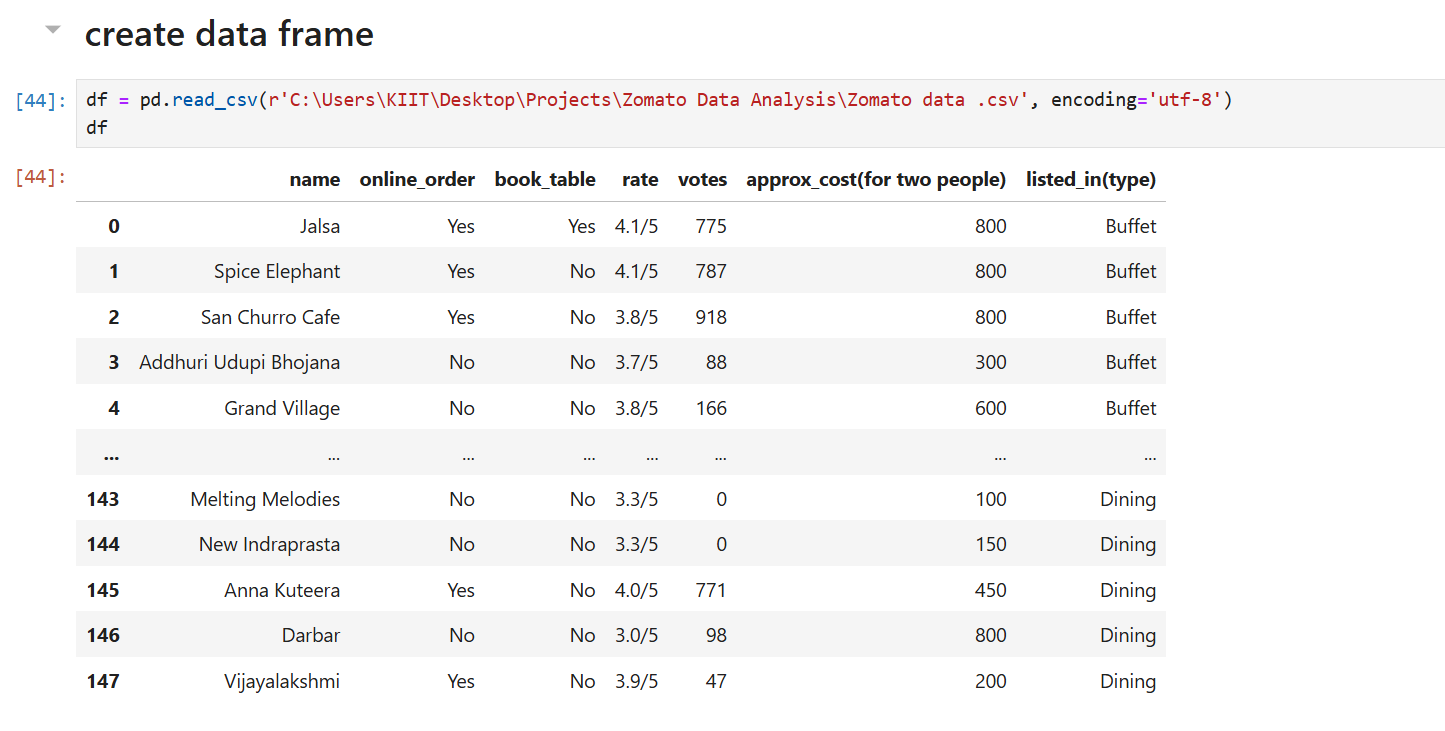 create data frame
[44]: df = pd.read_csv(r'C:\Users\KIIT\Desktop\Projects\Zomato Data Analysis\Zomato data .csv', encoding='utf-8')
df
[44]: name online_order book_table rate votes approx_cost(for two people) listed_in(type)
0 Jalsa Yes Yes 4.1/5 775 800 Buffet
1 Spice Elephant Yes No 4.1/5 787 800 Buffet
2 San Churro Cafe Yes No 3.8/5 918 800 Buffet
3 Addhuri Udupi Bhojana No No 3.7/5 88 300 Buffet
4 Grand Village No No 3.8/5 166 600 Buffet
... ... ... ... ... ... ... ...
143 Melting Melodies No No 3.3/5 0 100 Dining
144 New Indraprasta No No 3.3/5 0 150 Dining
145 Anna Kuteera Yes No 4.0/5 771 450 Dining
146 Darbar No No 3.0/5 98 800 Dining
147 Vijayalakshmi Yes No 3.9/5 47 200 Dining